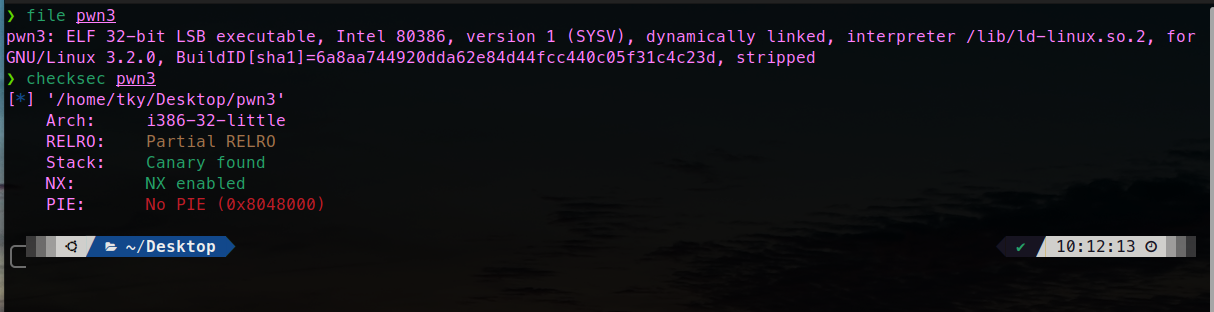 ❯ file pwn3
pwn3: ELF 32-bit LSB executable, Intel 80386, version 1 (SYSV), dynamically linked, interpreter /lib/ld-linux.so.2, for
GNU/Linux 3.2.0, BuildID[sha1]=6a8aa744920dda62e84d44fcc440c05f31c4c23d, stripped
❯ checksec pwn3
[*] '/home/tky/Desktop/pwn3'
    Arch:     i386-32-little
    RELRO:    Partial RELRO
    Stack:    Canary found
    NX:       NX enabled
    PIE:      No PIE (0x8048000)
~/Desktop ✔ 10:12:13